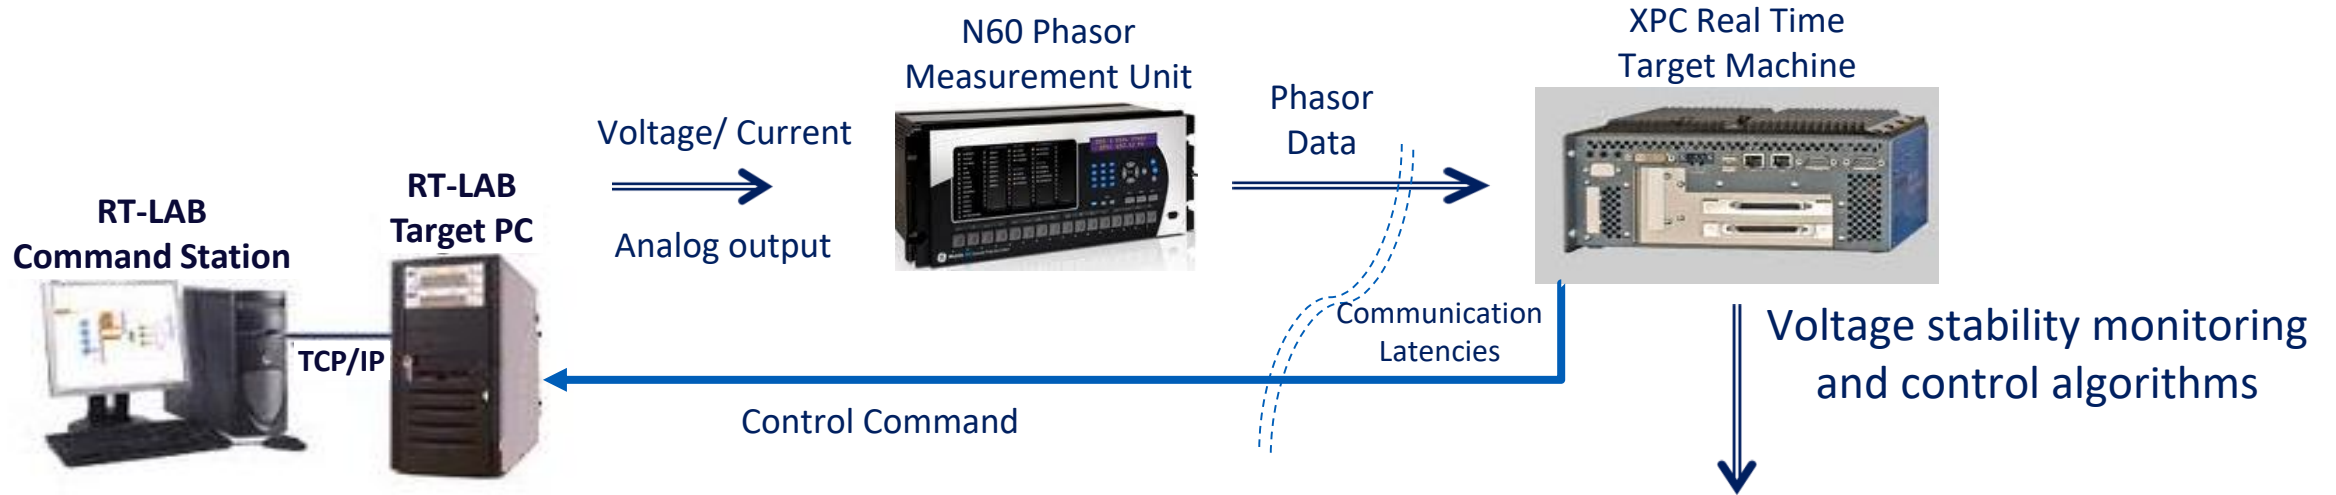 RT-LAB
Command Station
TCP/IP
RT-LAB
Target PC
Voltage/ Current
Analog output
N60 Phasor
Measurement Unit
Phasor
Data
XPC Real Time
Target Machine
Communication
Latencies
Control Command
Voltage stability monitoring
and control algorithms